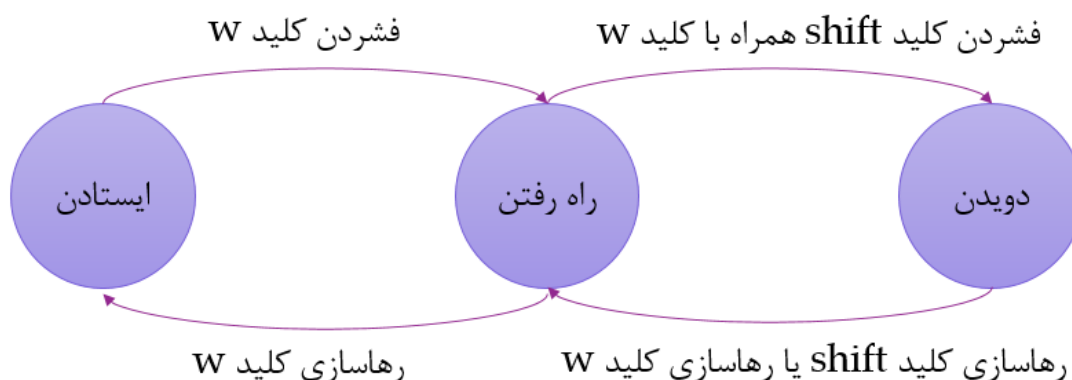 فشردن کلید w
فشردن کلید shift همراه با کلید w
ایستادن
راه رفتن
دویدن
رهاسازی کلید w
رهاسازی کلید shift یا رهاسازی کلید w